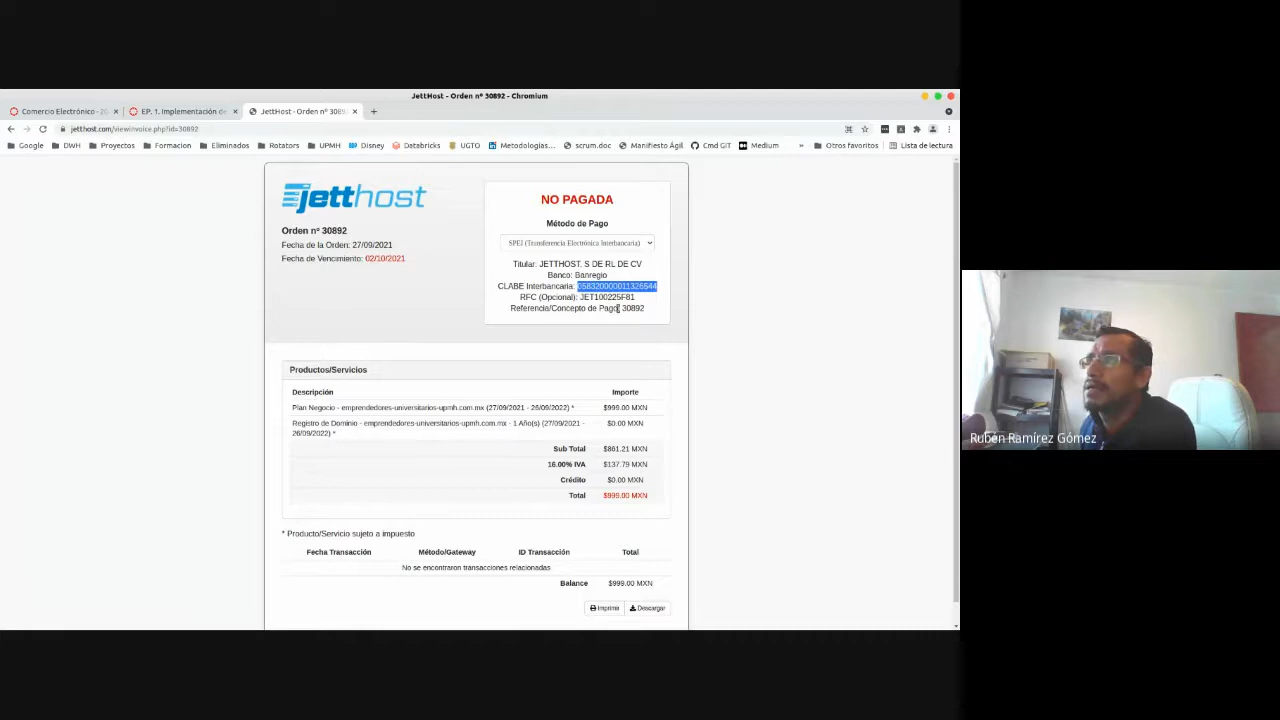 JettHost - Orden nº 30892 - Chromium
Comercio Electrónico - 20
EP. 1. Implementación de
JettHost - Orden nº 3089
jetthost.com/viewinvoice.php?id=30892
Google
DWH
Proyectos
Formacion
Eliminados
Rotators
UPMH
Disney
Databricks
UGTO
Metodologías...
scrum.doc
Manifiesto Ágil
Cmd GIT
Medium
»
Otros favoritos
Lista de lectura
jetthost
Orden nº 30892
Fecha de la Orden: 27/09/2021
Fecha de Vencimiento: 02/10/2021
NO PAGADA
Método de Pago
SPEI (Transferencia Electrónica Interbancaria)
Titular: JETTHOST, S DE RL DE CV
Banco: Banregio
CLABE Interbancaria: 058320000011326544
RFC (Opcional): JET100225F81
Referencia/Concepto de Pago: 30892
Productos/Servicios
Descripción Importe
Plan Negocio - emprendedores-universitarios-upmh.com.mx (27/09/2021 - 26/09/2022) * $999.00 MXN
Registro de Dominio - emprendedores-universitarios-upmh.com.mx - 1 Año(s) (27/09/2021 - $0.00 MXN
26/09/2022) *
Sub Total $861.21 MXN
16.00% IVA $137.79 MXN
Crédito $0.00 MXN
Total $999.00 MXN
* Producto/Servicio sujeto a impuesto
Fecha Transacción Método/Gateway ID Transacción Total
No se encontraron transacciones relacionadas
Balance $999.00 MXN
Imprimir
Descargar
Rubén Ramírez Gómez